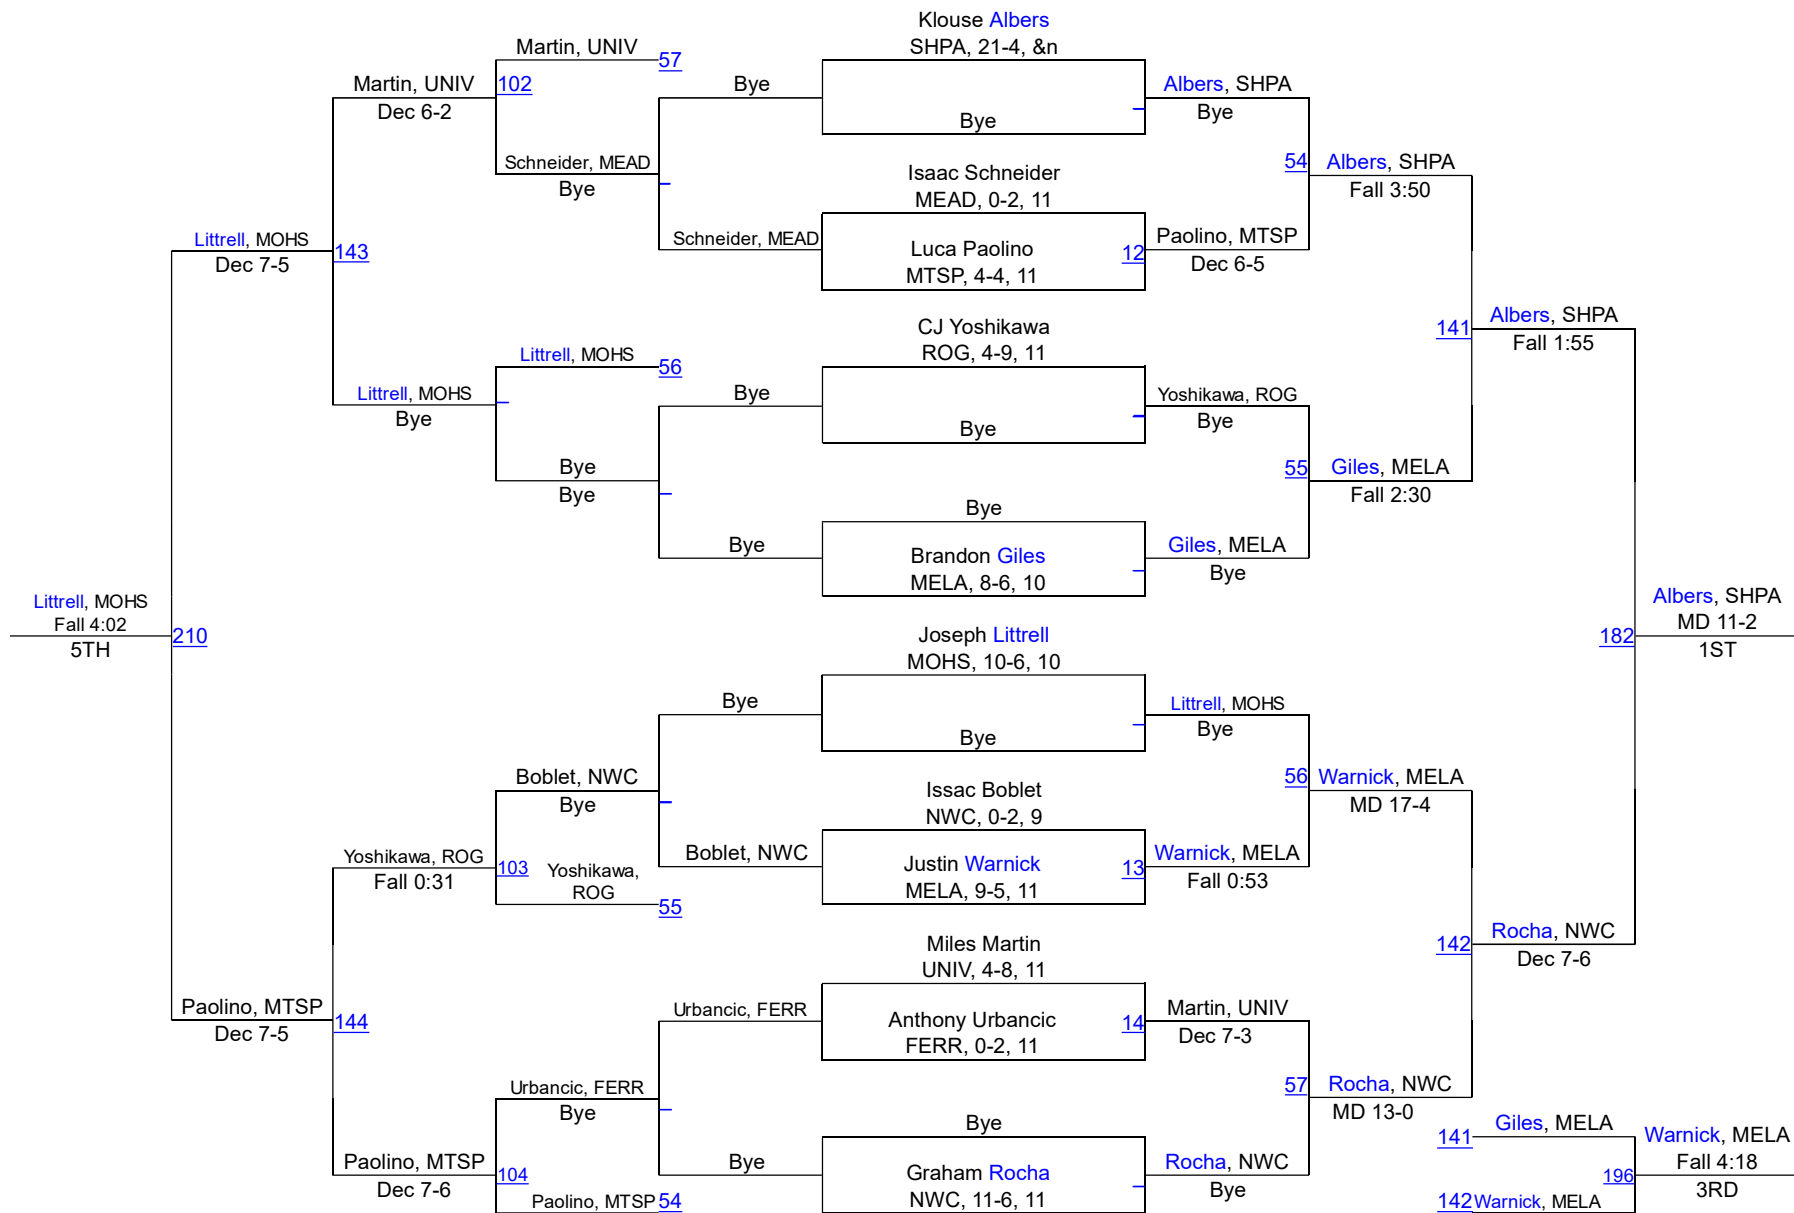 Klouse Albers
SHPA, 21-4, &n
Martin, UNIV
57
Martin, UNIV
102
Bye
Albers, SHPA
Dec 6-2
Bye
Bye
Schneider, MEAD
Bye
Isaac Schneider
MEAD, 0-2, 11
54
Albers, SHPA
Fall 3:50
Littrell, MOHS
143
Dec 7-5
Schneider, MEAD
Luca Paolino
MTSP, 4-4, 11
12
Paolino, MTSP
Dec 6-5
CJ Yoshikawa
ROG, 4-9, 11
141
Albers, SHPA
Fall 1:55
Littrell, MOHS
56
Littrell, MOHS
Bye
Bye
Bye
Yoshikawa, ROG
Bye
Bye
Bye
55
Giles, MELA
Fall 2:30
Bye
Bye
Brandon Giles
MELA, 8-6, 10
Giles, MELA
Bye
Littrell, MOHS
Fall 4:02
5TH
210
Joseph Littrell
MOHS, 10-6, 10
182
Albers, SHPA
MD 11-2
1ST
Bye
Bye
Littrell, MOHS
Bye
Boblet, NWC
Bye
Issac Boblet
NWC, 0-2, 9
56
Warnick, MELA
MD 17-4
Yoshikawa, ROG
Fall 0:31
103
Yoshikawa,
ROG
55
Boblet, NWC
Justin Warnick
MELA, 9-5, 11
13
Warnick, MELA
Fall 0:53
Miles Martin
UNIV, 4-8, 11
142
Rocha, NWC
Dec 7-6
Paolino, MTSP
Dec 7-5
144
Urbancic, FERR
Anthony Urbancic
FERR, 0-2, 11
14
Martin, UNIV
Dec 7-3
Urbancic, FERR
Bye
57
Rocha, NWC
MD 13-0
Bye
141
Giles, MELA
Paolino, MTSP
Dec 7-6
104
Bye
Graham Rocha
NWC, 11-6, 11
Rocha, NWC
Bye
196
Warnick, MELA
Fall 4:18
3RD
Paolino, MTSP
54
142
Warnick, MELA